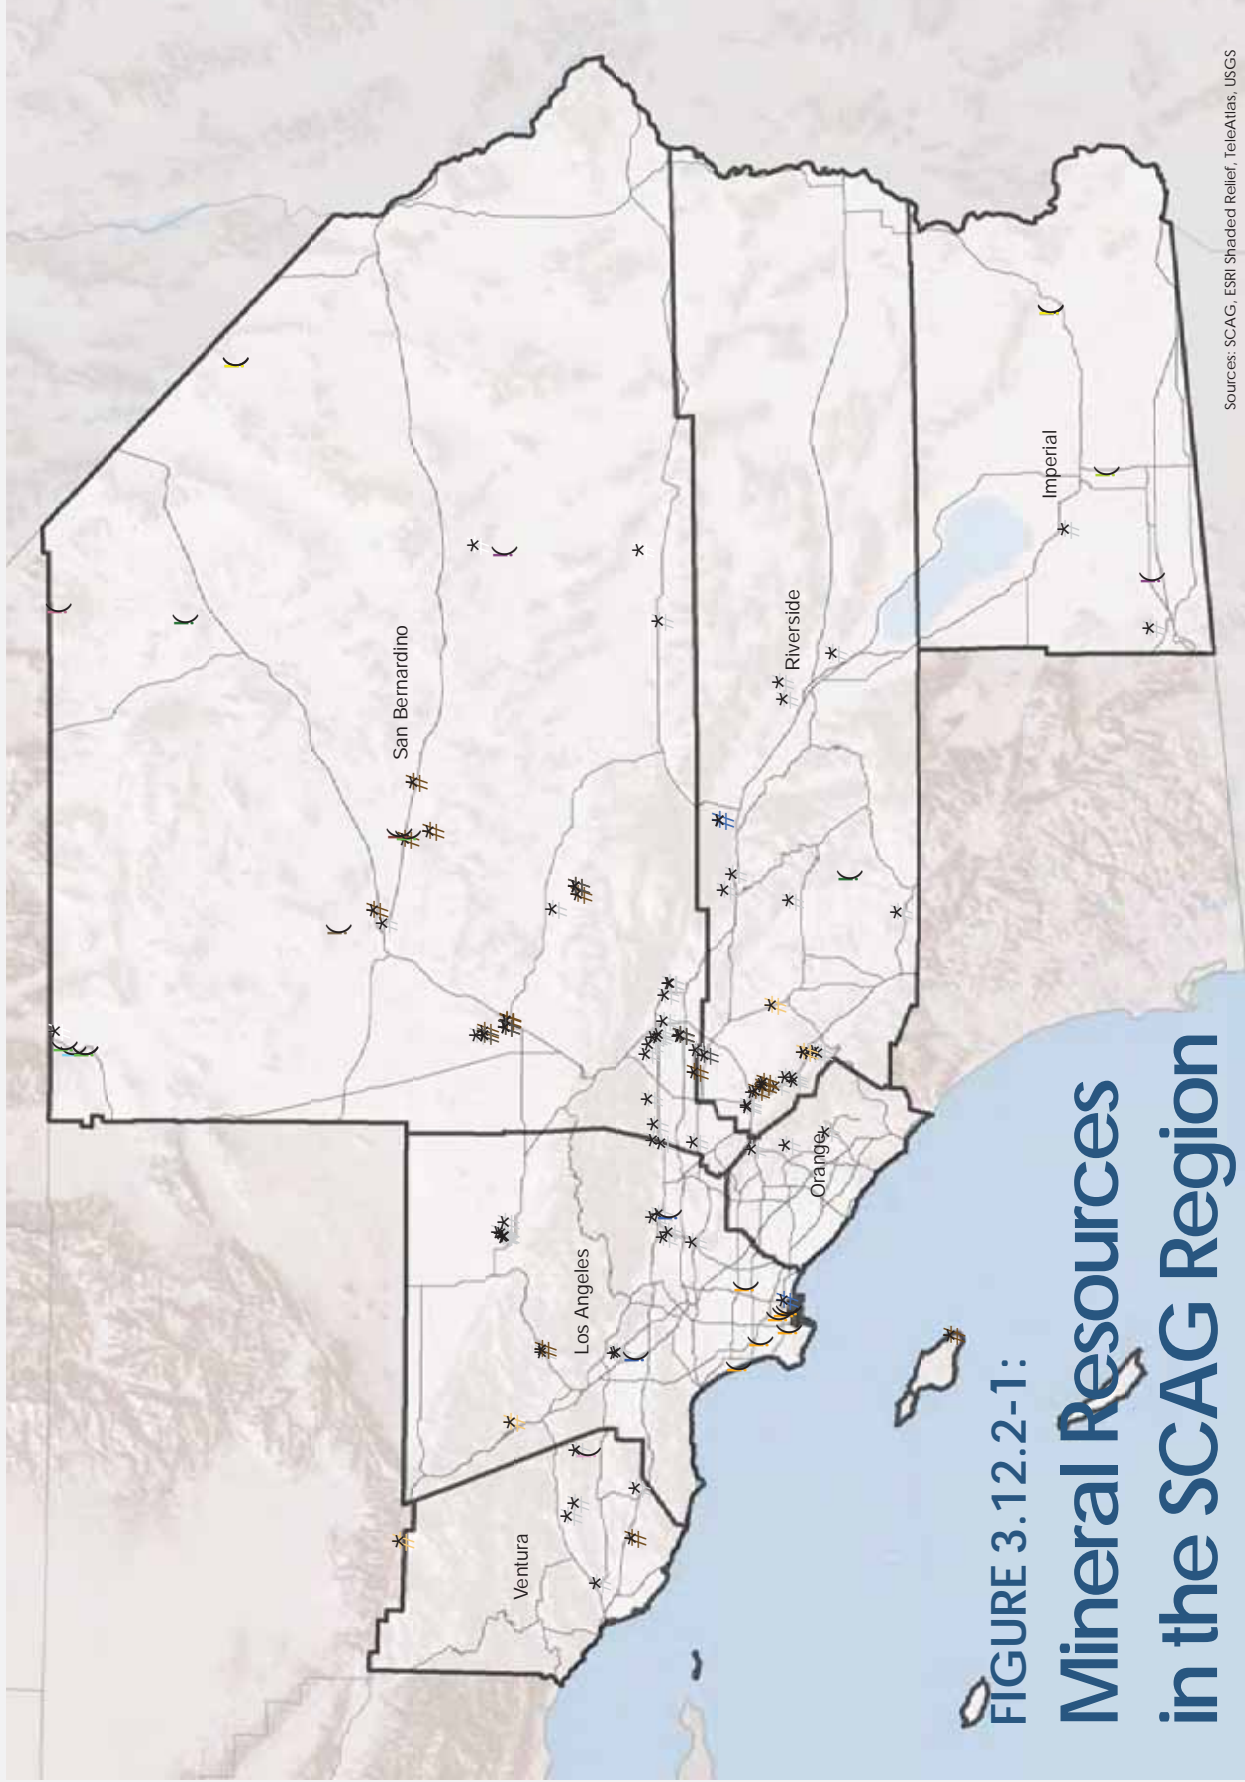 San Bernardino
Riverside
Imperial
Los Angeles
Orange
Ventura
FIGURE 3.12.2-1:
Mineral Resources
in the SCAG Region
Sources: SCAG, ESRI Shaded Relief, TeleAtlas, USGS